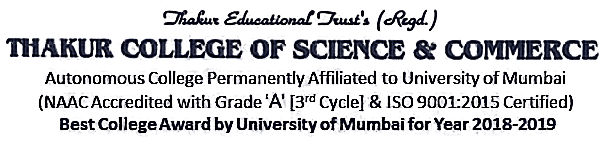 Thakur Educational Trust's (Regd.)
THAKUR COLLEGE OF SCIENCE & COMMERCE
Autonomous College Permanently Affiliated to University of Mumbai
(NAAC Accredited with Grade 'A' [3rd Cycle] & ISO 9001:2015 Certified)
Best College Award by University of Mumbai for Year 2018-2019